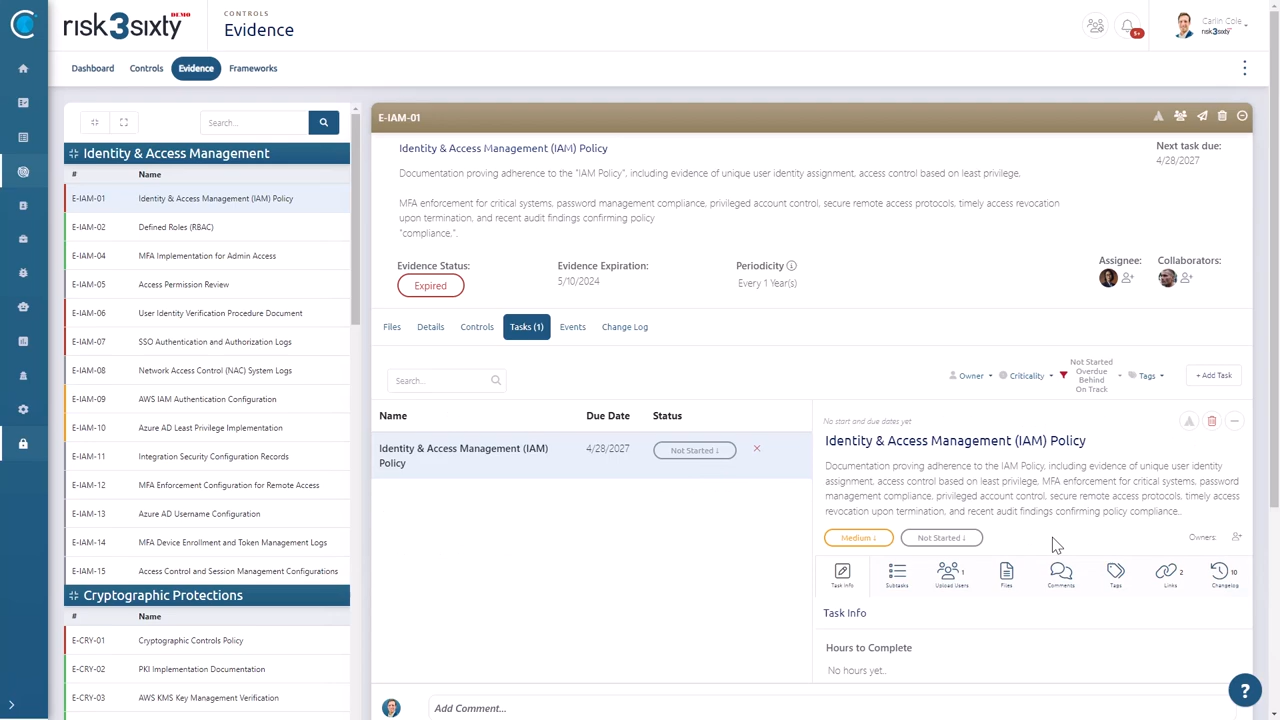 risk3sixty DEMO
CONTROLS
Evidence
5+
Carlin Cole
risk3sixty
Dashboard
Controls
Evidence
Frameworks
Search...
Identity & Access Management
# Name
E-IAM-01 Identity & Access Management (IAM) Policy
E-IAM-02 Defined Roles (RBAC)
E-IAM-04 MFA Implementation for Admin Access
E-IAM-05 Access Permission Review
E-IAM-06 User Identity Verification Procedure Document
E-IAM-07 SSO Authentication and Authorization Logs
E-IAM-08 Network Access Control (NAC) System Logs
E-IAM-09 AWS IAM Authentication Configuration
E-IAM-10 Azure AD Least Privilege Implementation
E-IAM-11 Integration Security Configuration Records
E-IAM-12 MFA Enforcement Configuration for Remote Access
E-IAM-13 Azure AD Username Configuration
E-IAM-14 MFA Device Enrollment and Token Management Logs
E-IAM-15 Access Control and Session Management Configurations
Cryptographic Protections
# Name
E-CRY-01 Cryptographic Controls Policy
E-CRY-02 PKI Implementation Documentation
E-CRY-03 AWS KMS Key Management Verification
E-IAM-01
Identity & Access Management (IAM) Policy
Next task due:
4/28/2027
Documentation proving adherence to the "IAM Policy", including evidence of unique user identity assignment, access control based on least privilege.
MFA enforcement for critical systems, password management compliance, privileged account control, secure remote access protocols, timely access revocation
upon termination, and recent audit findings confirming policy
"compliance,".
Evidence Status:
Expired
Evidence Expiration:
5/10/2024
Periodicity
Every 1 Year(s)
Assignee:
Collaborators:
Files
Details
Controls
Tasks (1)
Events
Change Log
Search...
Owner
Criticality
Not Started
Overdue
Behind
On Track
Tags
+ Add Task
Name Due Date Status
Identity & Access Management (IAM)
Policy
4/28/2027
Not Started ↓
No start and due dates yet
Identity & Access Management (IAM) Policy
Documentation proving adherence to the IAM Policy, including evidence of unique user identity
assignment, access control based on least privilege, MFA enforcement for critical systems, password
management compliance, privileged account control, secure remote access protocols, timely access
revocation upon termination, and recent audit findings confirming policy compliance..
Medium ↓
Not Started ↓
Owners:
Task Info
Subtasks
1
Upload Users
Files
Comments
Tags
2
Links
10
Changelog
Task Info
Hours to Complete
No hours yet..
Add Comment...
?